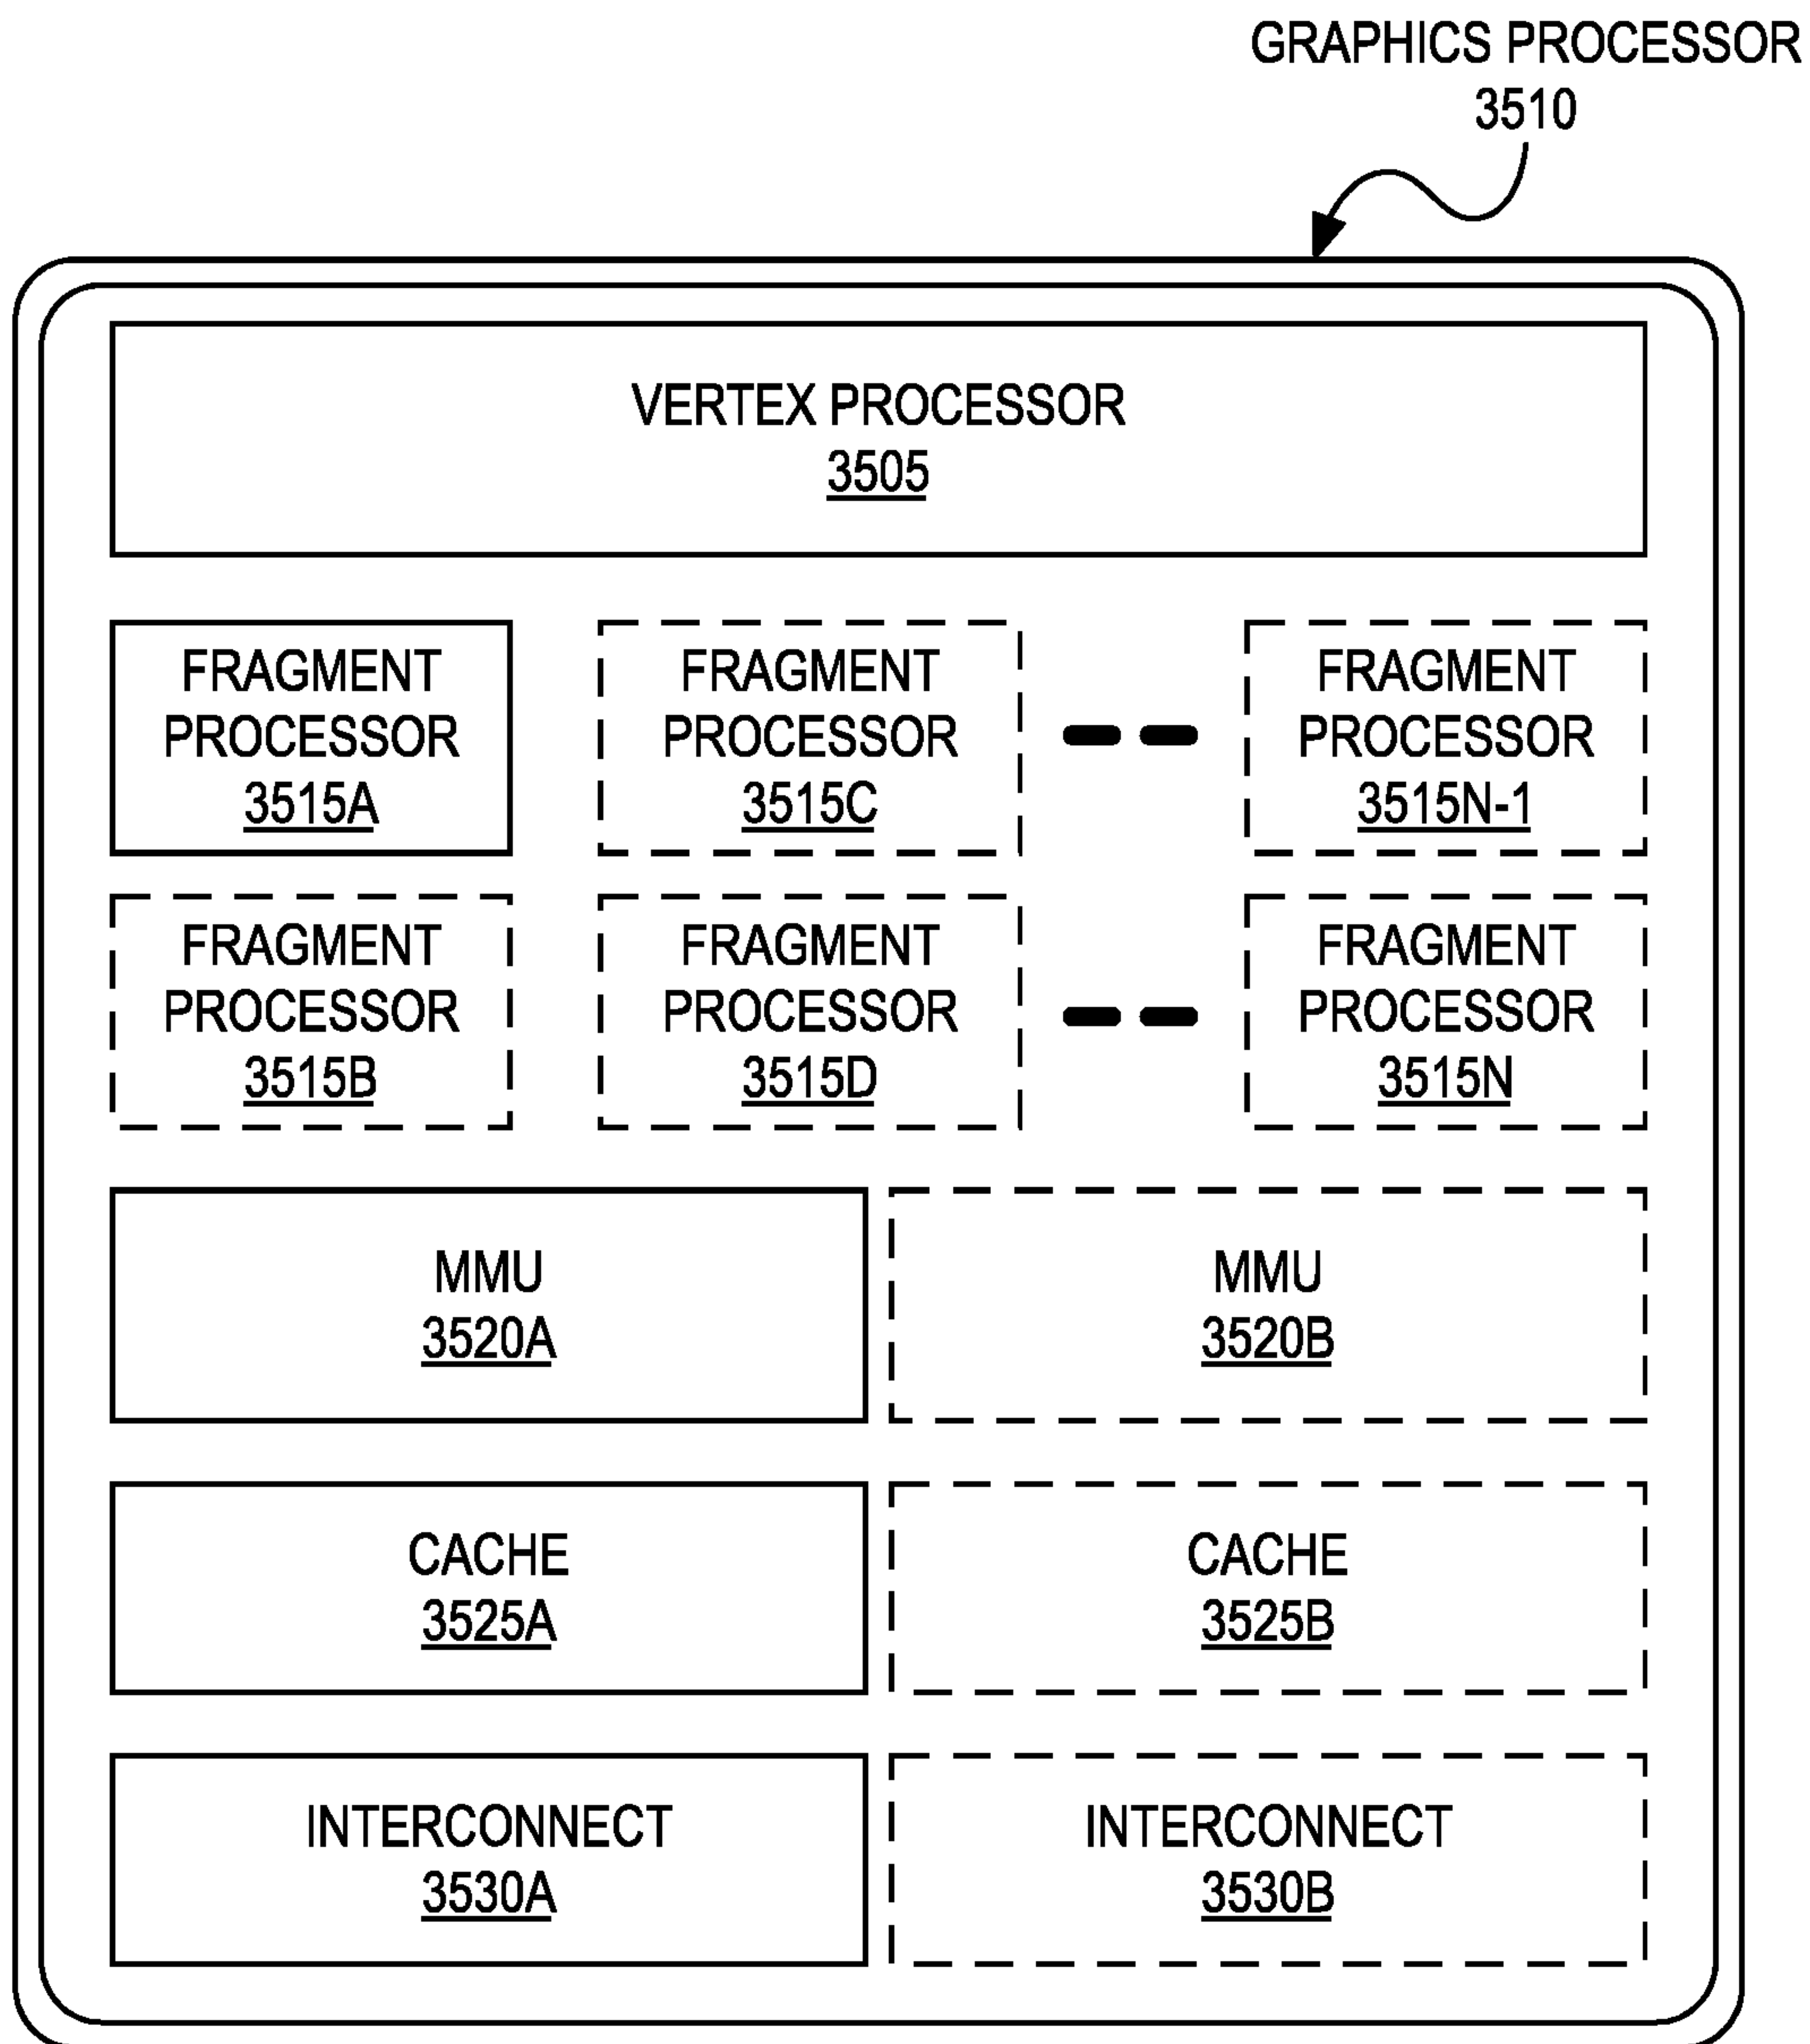 GRAPHICS PROCESSOR
3510
VERTEX PROCESSOR
3505
FRAGMENT
PROCESSOR
3515A
FRAGMENT
PROCESSOR
3515C
FRAGMENT
PROCESSOR
3515N-1
FRAGMENT
PROCESSOR
3515B
FRAGMENT
PROCESSOR
3515D
FRAGMENT
PROCESSOR
3515N
MMU
3520A
MMU
3520B
CACHE
3525A
CACHE
3525B
INTERCONNECT
3530A
INTERCONNECT
3530B